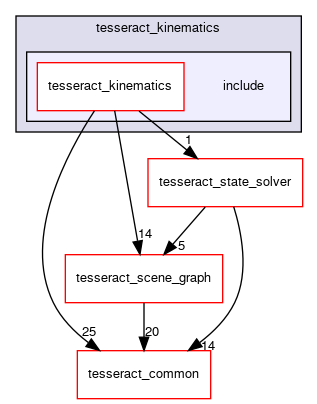 tesseract_kinematics
tesseract_kinematics
include
1
tesseract_state_solver
14
5
tesseract_scene_graph
25
20
14
tesseract_common